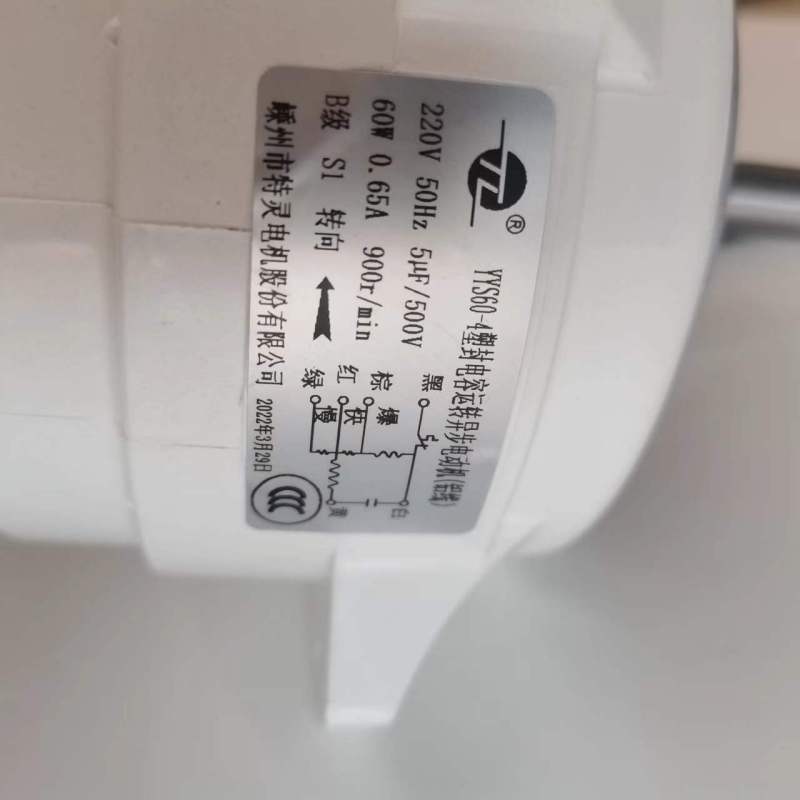 TL®
YYS60-4塑封电容运转异步电动机(铝线)
220V 50Hz 5μF/500V
60W 0.65A 900r/min
B级 S1 转向
嵊州市特灵电机股份有限公司 2022年3月29日
黑
棕 爆
红 快
绿 慢
白
黄
CCC